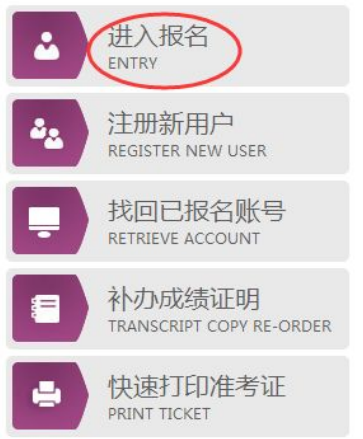 进入报名
ENTRY
注册新用户
REGISTER NEW USER
找回已报名账号
RETRIEVE ACCOUNT
补办成绩证明
TRANSCRIPT COPY RE-ORDER
快速打印准考证
PRINT TICKET